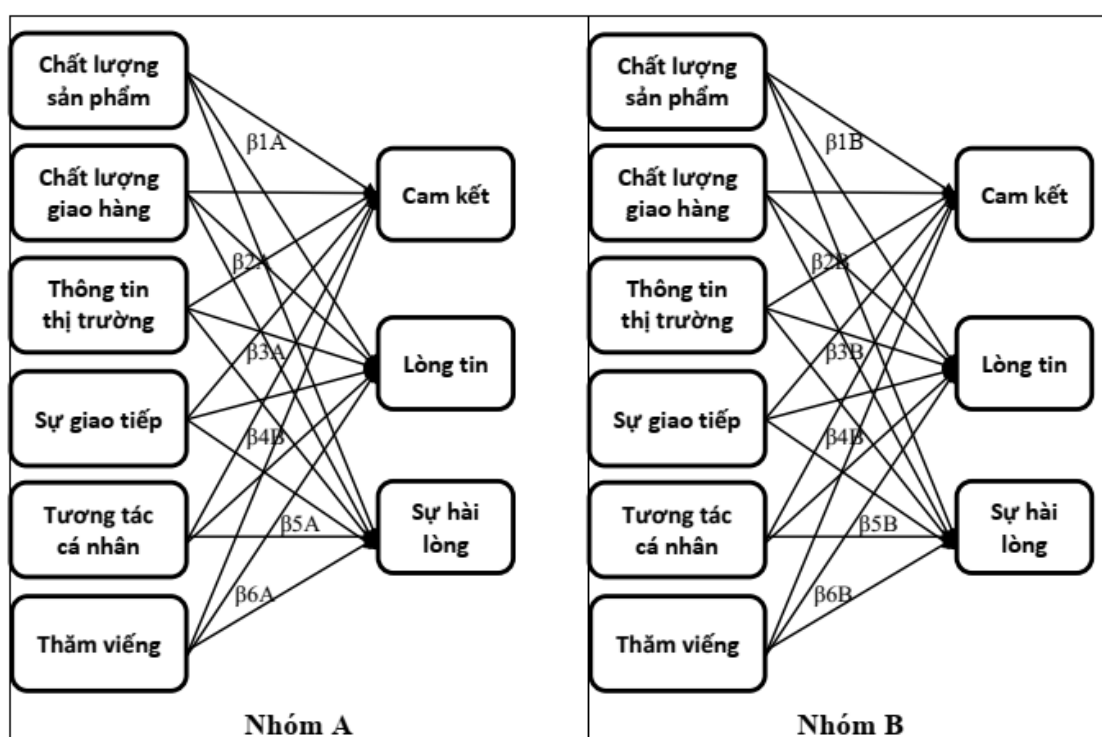 Chất lượng
sản phẩm
β1A
Chất lượng
giao hàng
Cam kết
β2A
Thông tin
thị trường
β3A
Lòng tin
Sự giao tiếp
β4B
Tương tác
cá nhân
β5A
Sự hài
lòng
β6A
Thăm viếng
Nhóm A
Chất lượng
sản phẩm
β1B
Chất lượng
giao hàng
Cam kết
β2B
Thông tin
thị trường
β3B
Lòng tin
Sự giao tiếp
β4B
Tương tác
cá nhân
β5B
Sự hài
lòng
β6B
Thăm viếng
Nhóm B